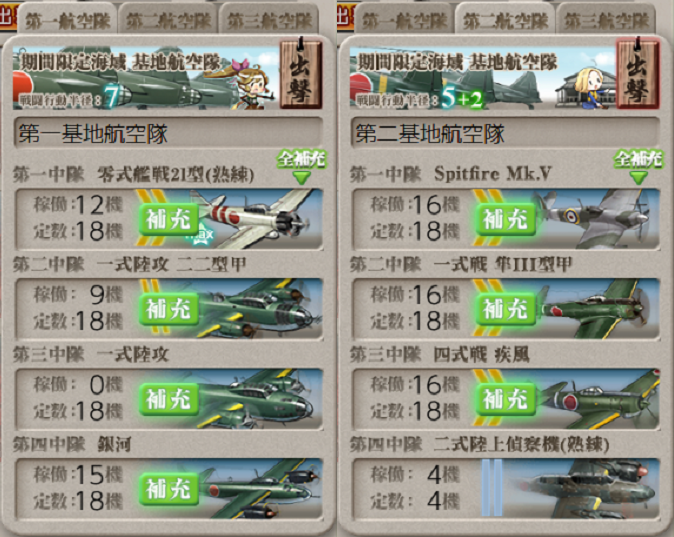 第一航空隊 第二航空隊 第三航空隊
期間限定海域 基地航空隊
戦闘行動半径:7
出撃
第一基地航空隊
全補充
第一中隊 零式艦戦21型(熟練)
稼働:12機
定数:18機
補充
max
第二中隊 一式陸攻 二二型甲
稼働: 9機
定数:18機
補充
第三中隊 一式陸攻
稼働: 0機
定数:18機
補充
第四中隊 銀河
稼働:15機
定数:18機
補充
出
第一航空隊 第二航空隊 第三航空隊
期間限定海域 基地航空隊
戦闘行動半径:5+2
出撃
第二基地航空隊
全補充
第一中隊 Spitfire Mk.V
稼働:16機
定数:18機
補充
第二中隊 一式戦 隼III型甲
稼働:16機
定数:18機
補充
第三中隊 四式戦 疾風
稼働:16機
定数:18機
補充
第四中隊 二式陸上偵察機(熟練)
稼働: 4機
定数: 4機